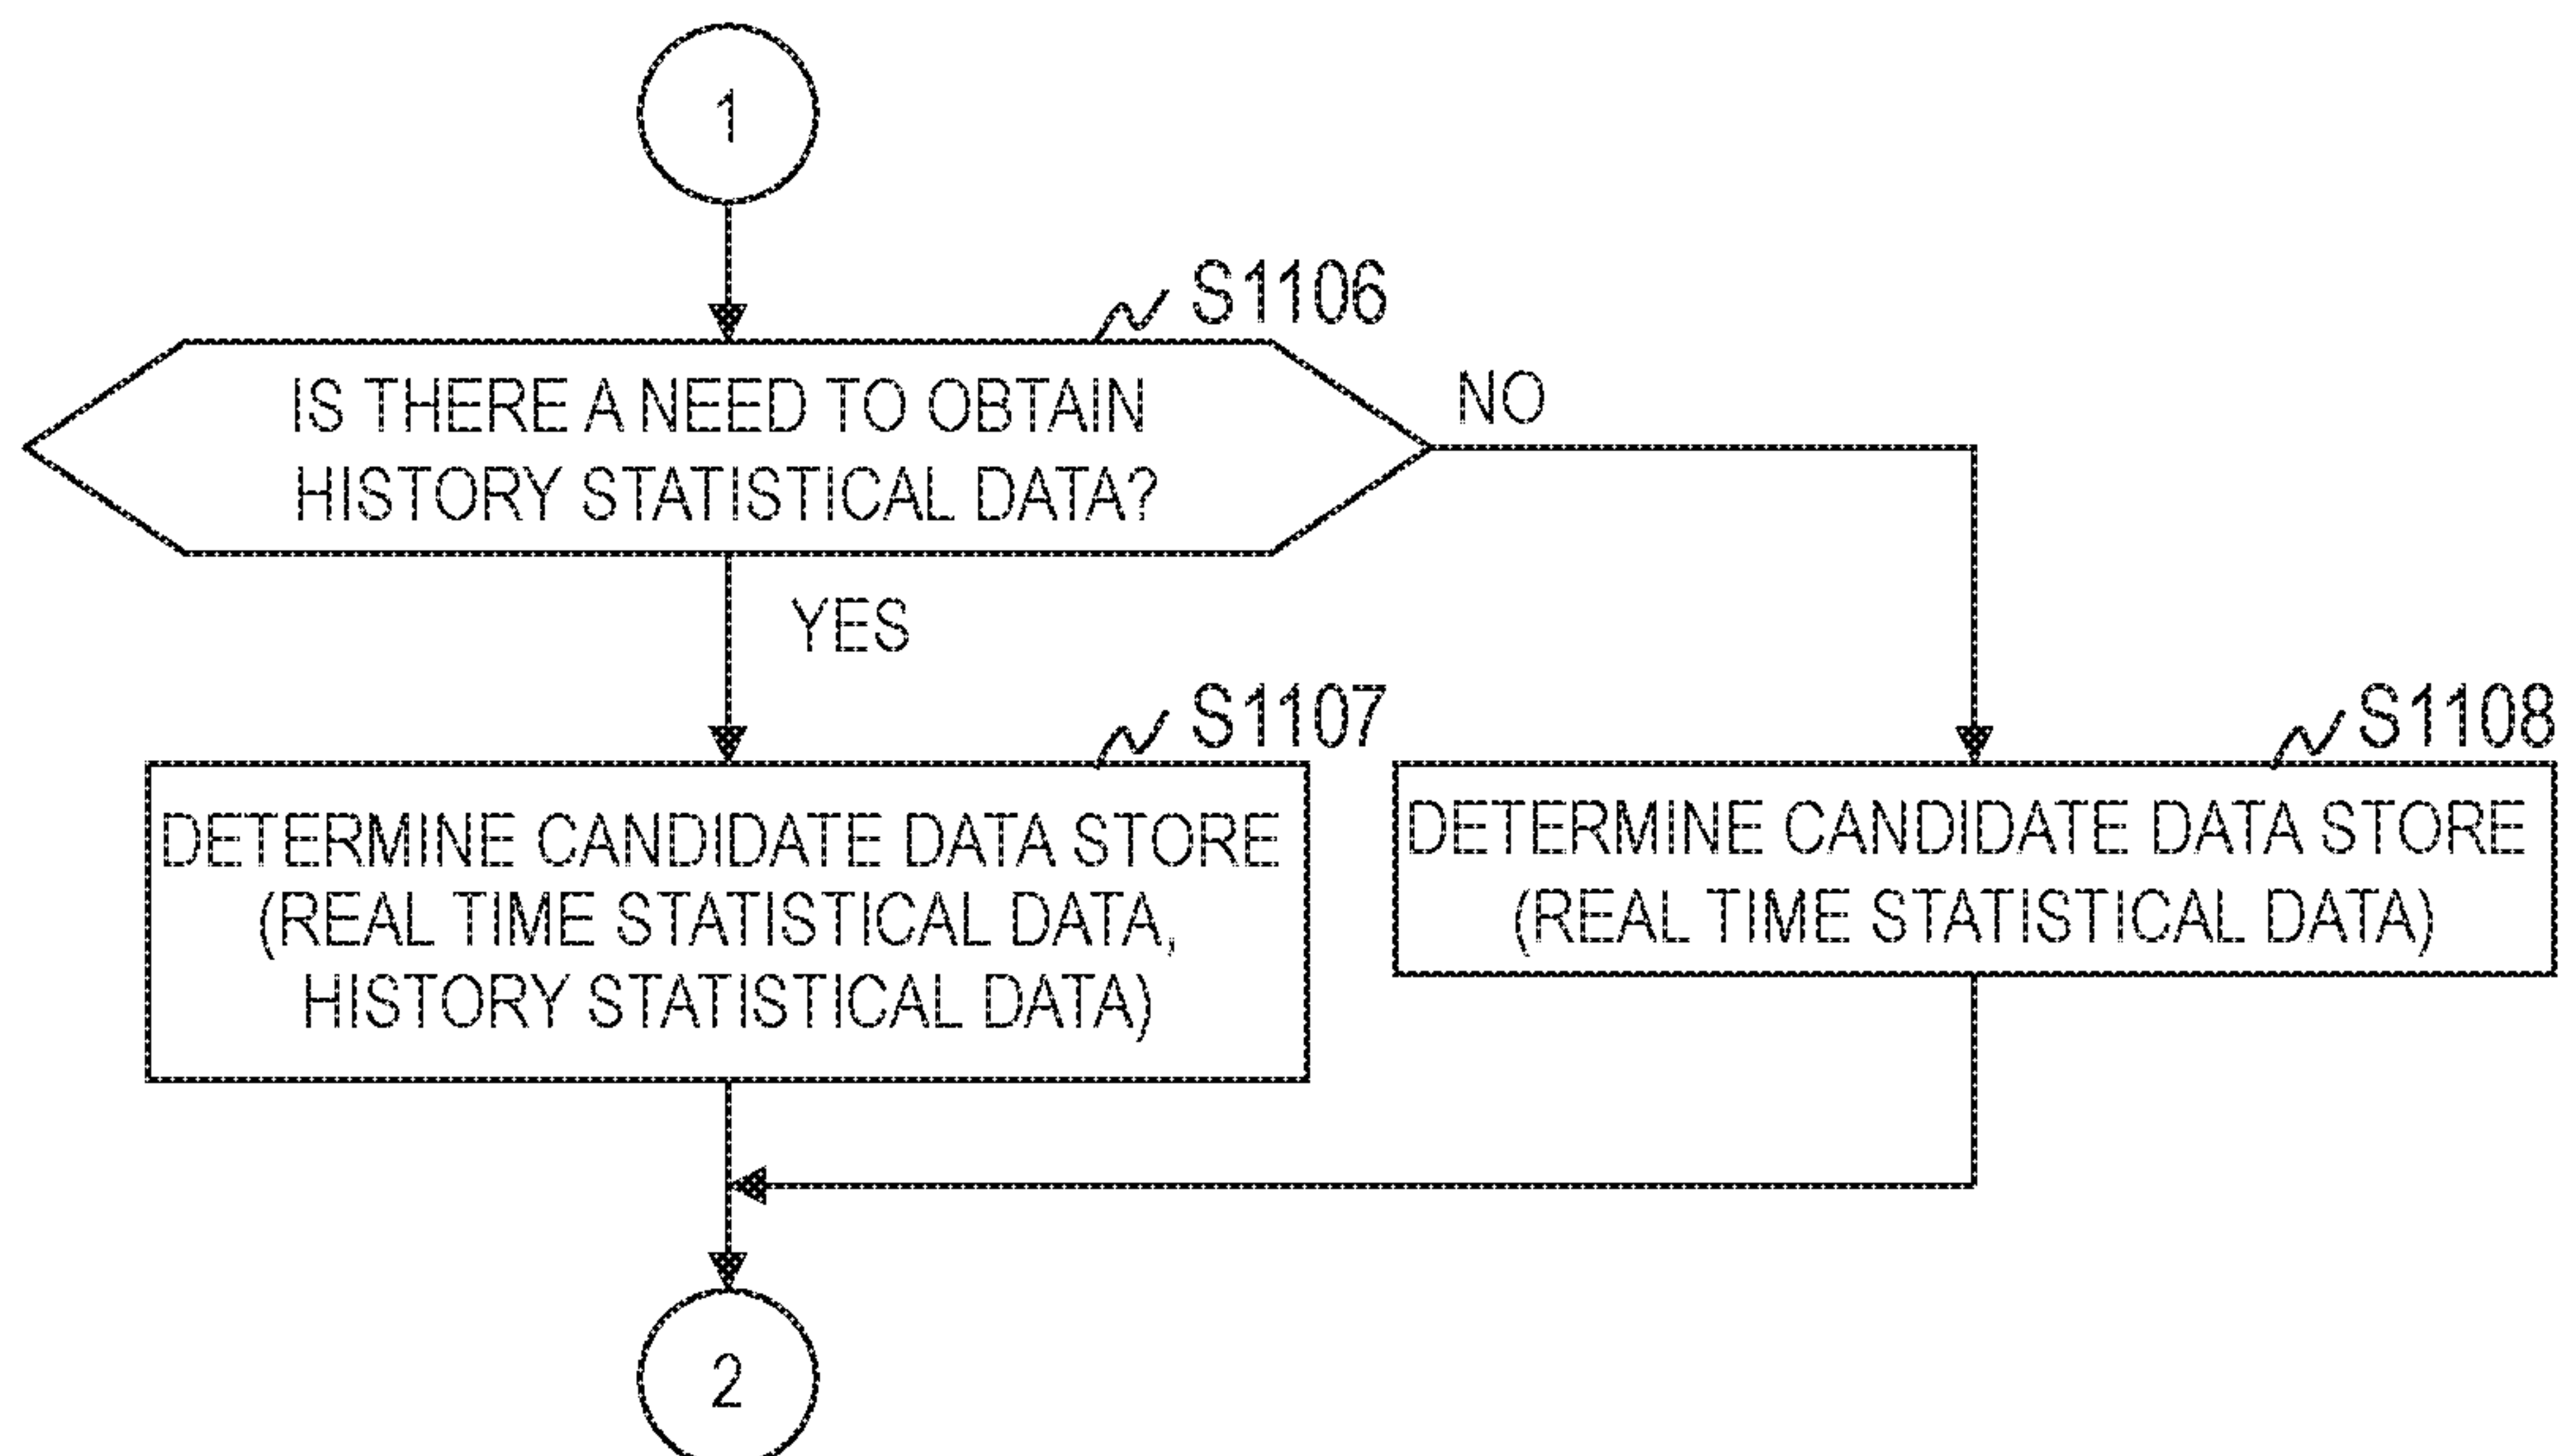 1
S1106
IS THERE A NEED TO OBTAIN
HISTORY STATISTICAL DATA?
NO
YES
S1107
DETERMINE CANDIDATE DATA STORE
(REAL TIME STATISTICAL DATA,
HISTORY STATISTICAL DATA)
S1108
DETERMINE CANDIDATE DATA STORE
(REAL TIME STATISTICAL DATA)
2